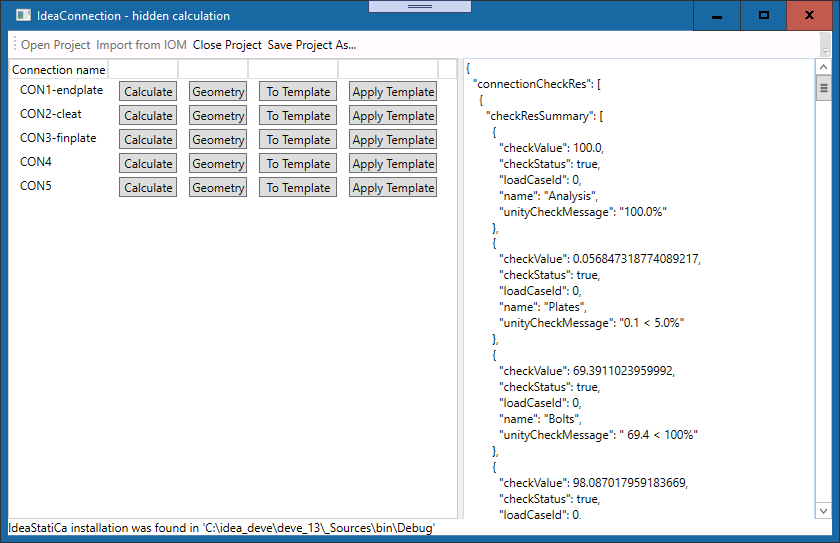 IdeaConnection - hidden calculation
Open Project Import from IOM Close Project Save Project As...
Connection name
CON1-endplate Calculate Geometry To Template Apply Template
CON2-cleat Calculate Geometry To Template Apply Template
CON3-finplate Calculate Geometry To Template Apply Template
CON4 Calculate Geometry To Template Apply Template
CON5 Calculate Geometry To Template Apply Template
{
"connectionCheckRes": [
{
"checkResSummary": [
{
"checkValue": 100.0,
"checkStatus": true,
"loadCaseId": 0,
"name": "Analysis",
"unityCheckMessage": "100.0%"
},
{
"checkValue": 0.056847318774089217,
"checkStatus": true,
"loadCaseId": 0,
"name": "Plates",
"unityCheckMessage": "0.1 < 5.0%"
},
{
"checkValue": 69.3911023959992,
"checkStatus": true,
"loadCaseId": 0,
"name": "Bolts",
"unityCheckMessage": " 69.4 < 100%"
},
{
"checkValue": 98.087017959183669,
"checkStatus": true,
"loadCaseId": 0,
IdeaStatiCa installation was found in 'C:\idea_deve\deve_13\_Sources\bin\Debug'